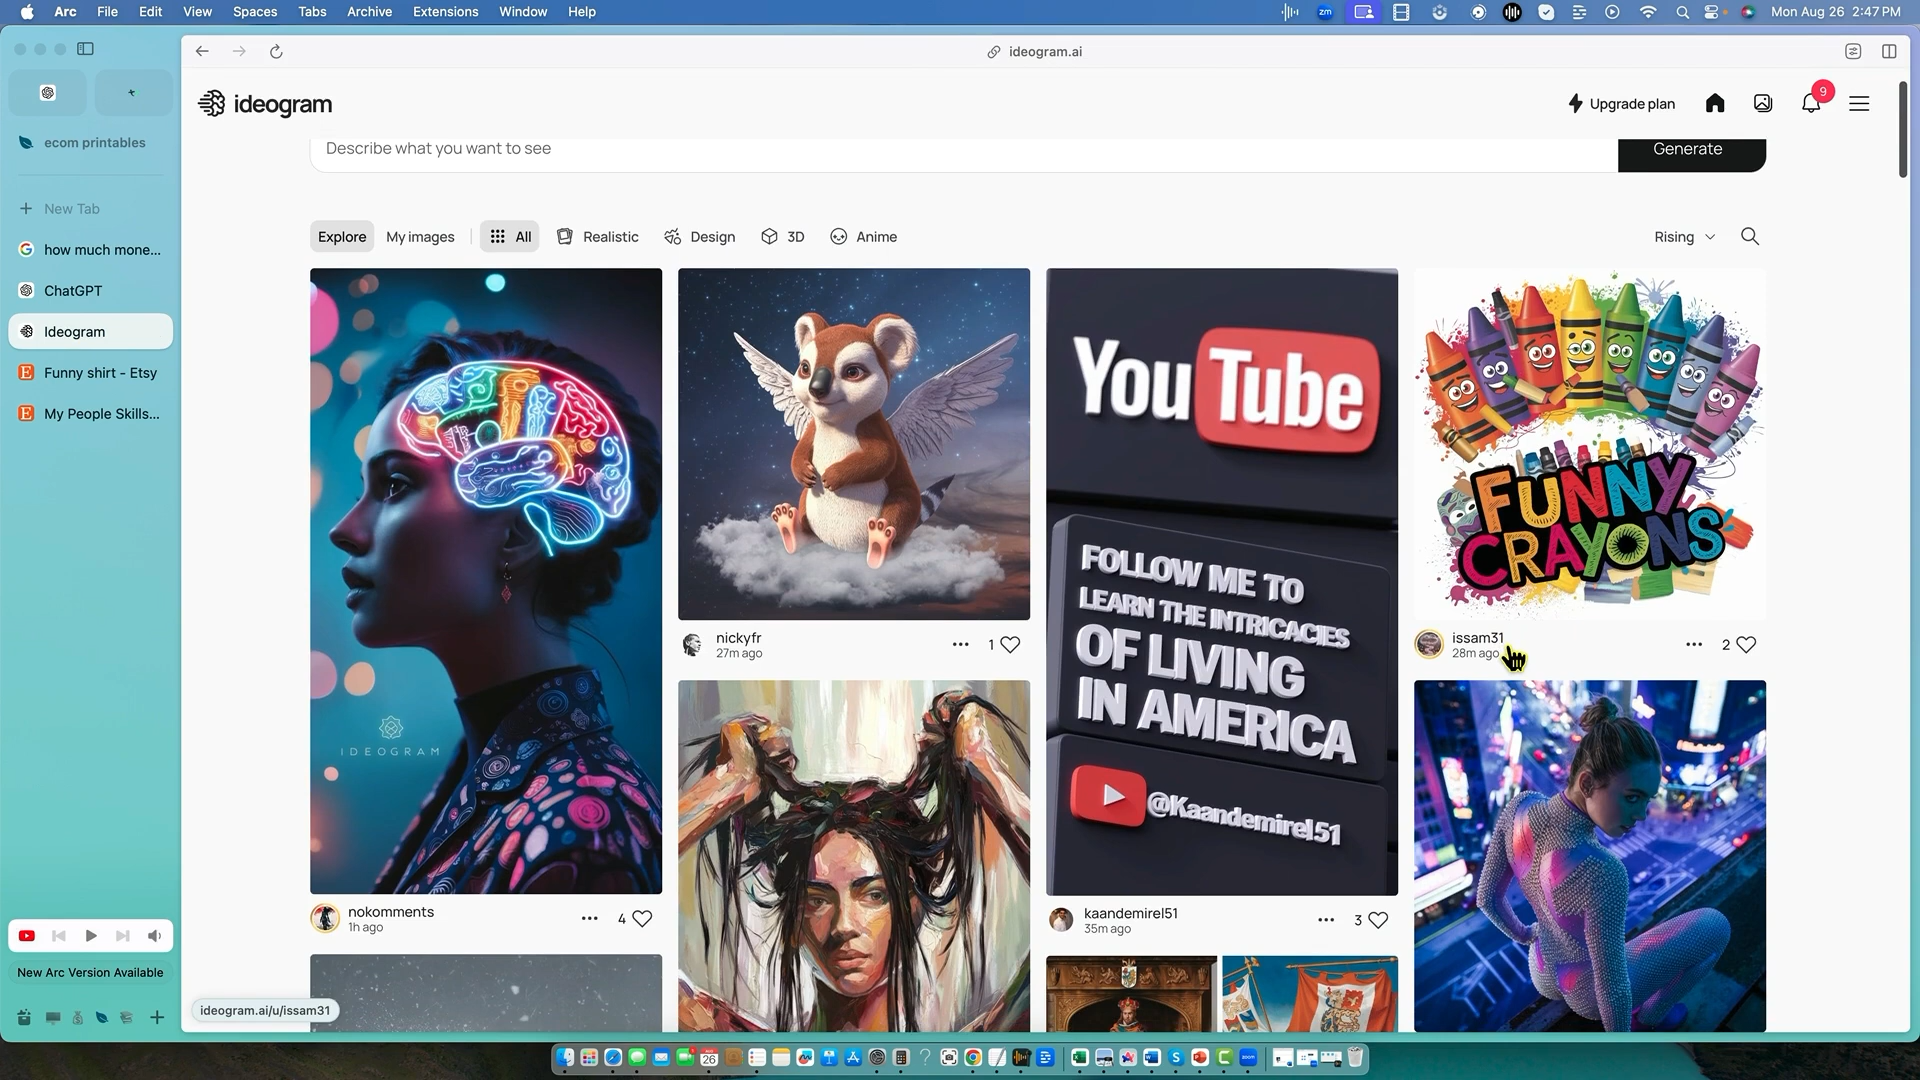 Arc File Edit View Spaces Tabs Archive Extensions Window Help
zm
Mon Aug 26 2:47 PM
ideogram.ai
ideogram
Upgrade plan
9
ecom printables
Describe what you want to see
Generate
New Tab
how much mone...
ChatGPT
Ideogram
Funny shirt - Etsy
My People Skills...
Explore My images All Realistic Design 3D Anime
Rising
IDEOGRAM
YouTube
FOLLOW ME TO
LEARN THE INTRICACIES
OF LIVING
IN AMERICA
@Kaandemirel51
FUNNY
CRAYONS
nickyfr
27m ago
1
issam31
28m ago
2
nokomments
1h ago
4
kaandemirel51
35m ago
3
New Arc Version Available
ideogram.ai/u/issam31
26
zoom